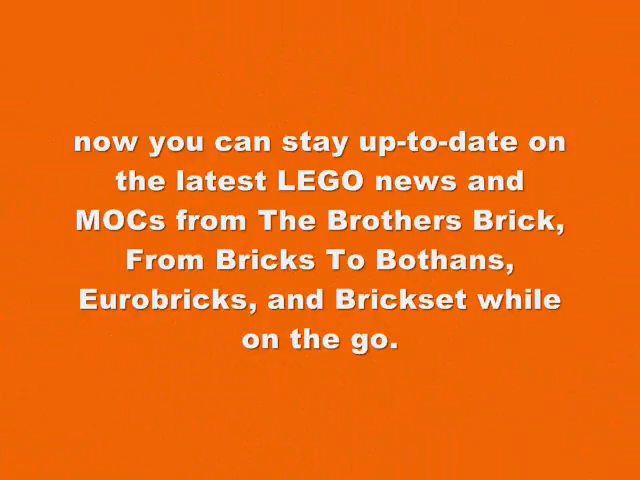 now you can stay up-to-date on
the latest LEGO news and
MOCs from The Brothers Brick,
From Bricks To Bothans,
Eurobricks, and Brickset while
on the go.